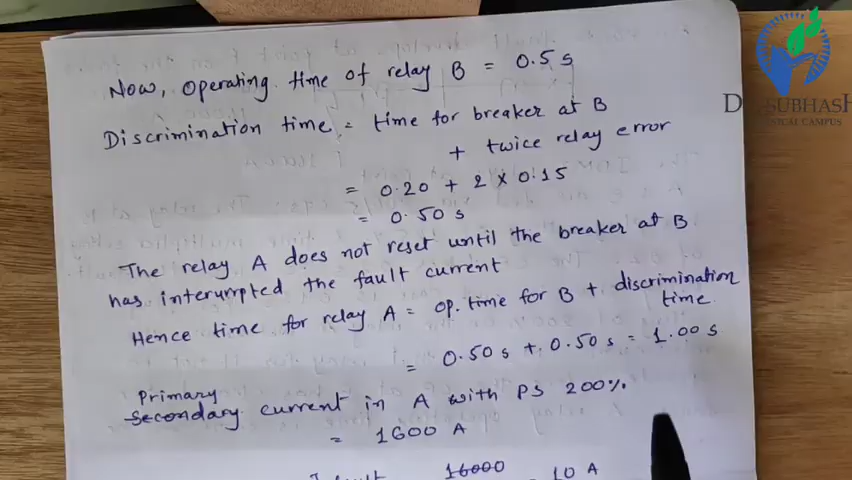 Now, operating time of relay B = 0.5 s
Discrimination time = time for breaker at B
+ twice relay error
= 0.20 + 2 × 0.15
= 0.50 s
The relay A does not reset until the breaker at B
has interrupted the fault current
Hence time for relay A = op. time for B + discrimination
time.
= 0.50 s + 0.50 s = 1.00 s
Primary
Secondary current in A with PS 200%
= 1600 A
16000
= 10 A
SUBHASH
CAMPUS